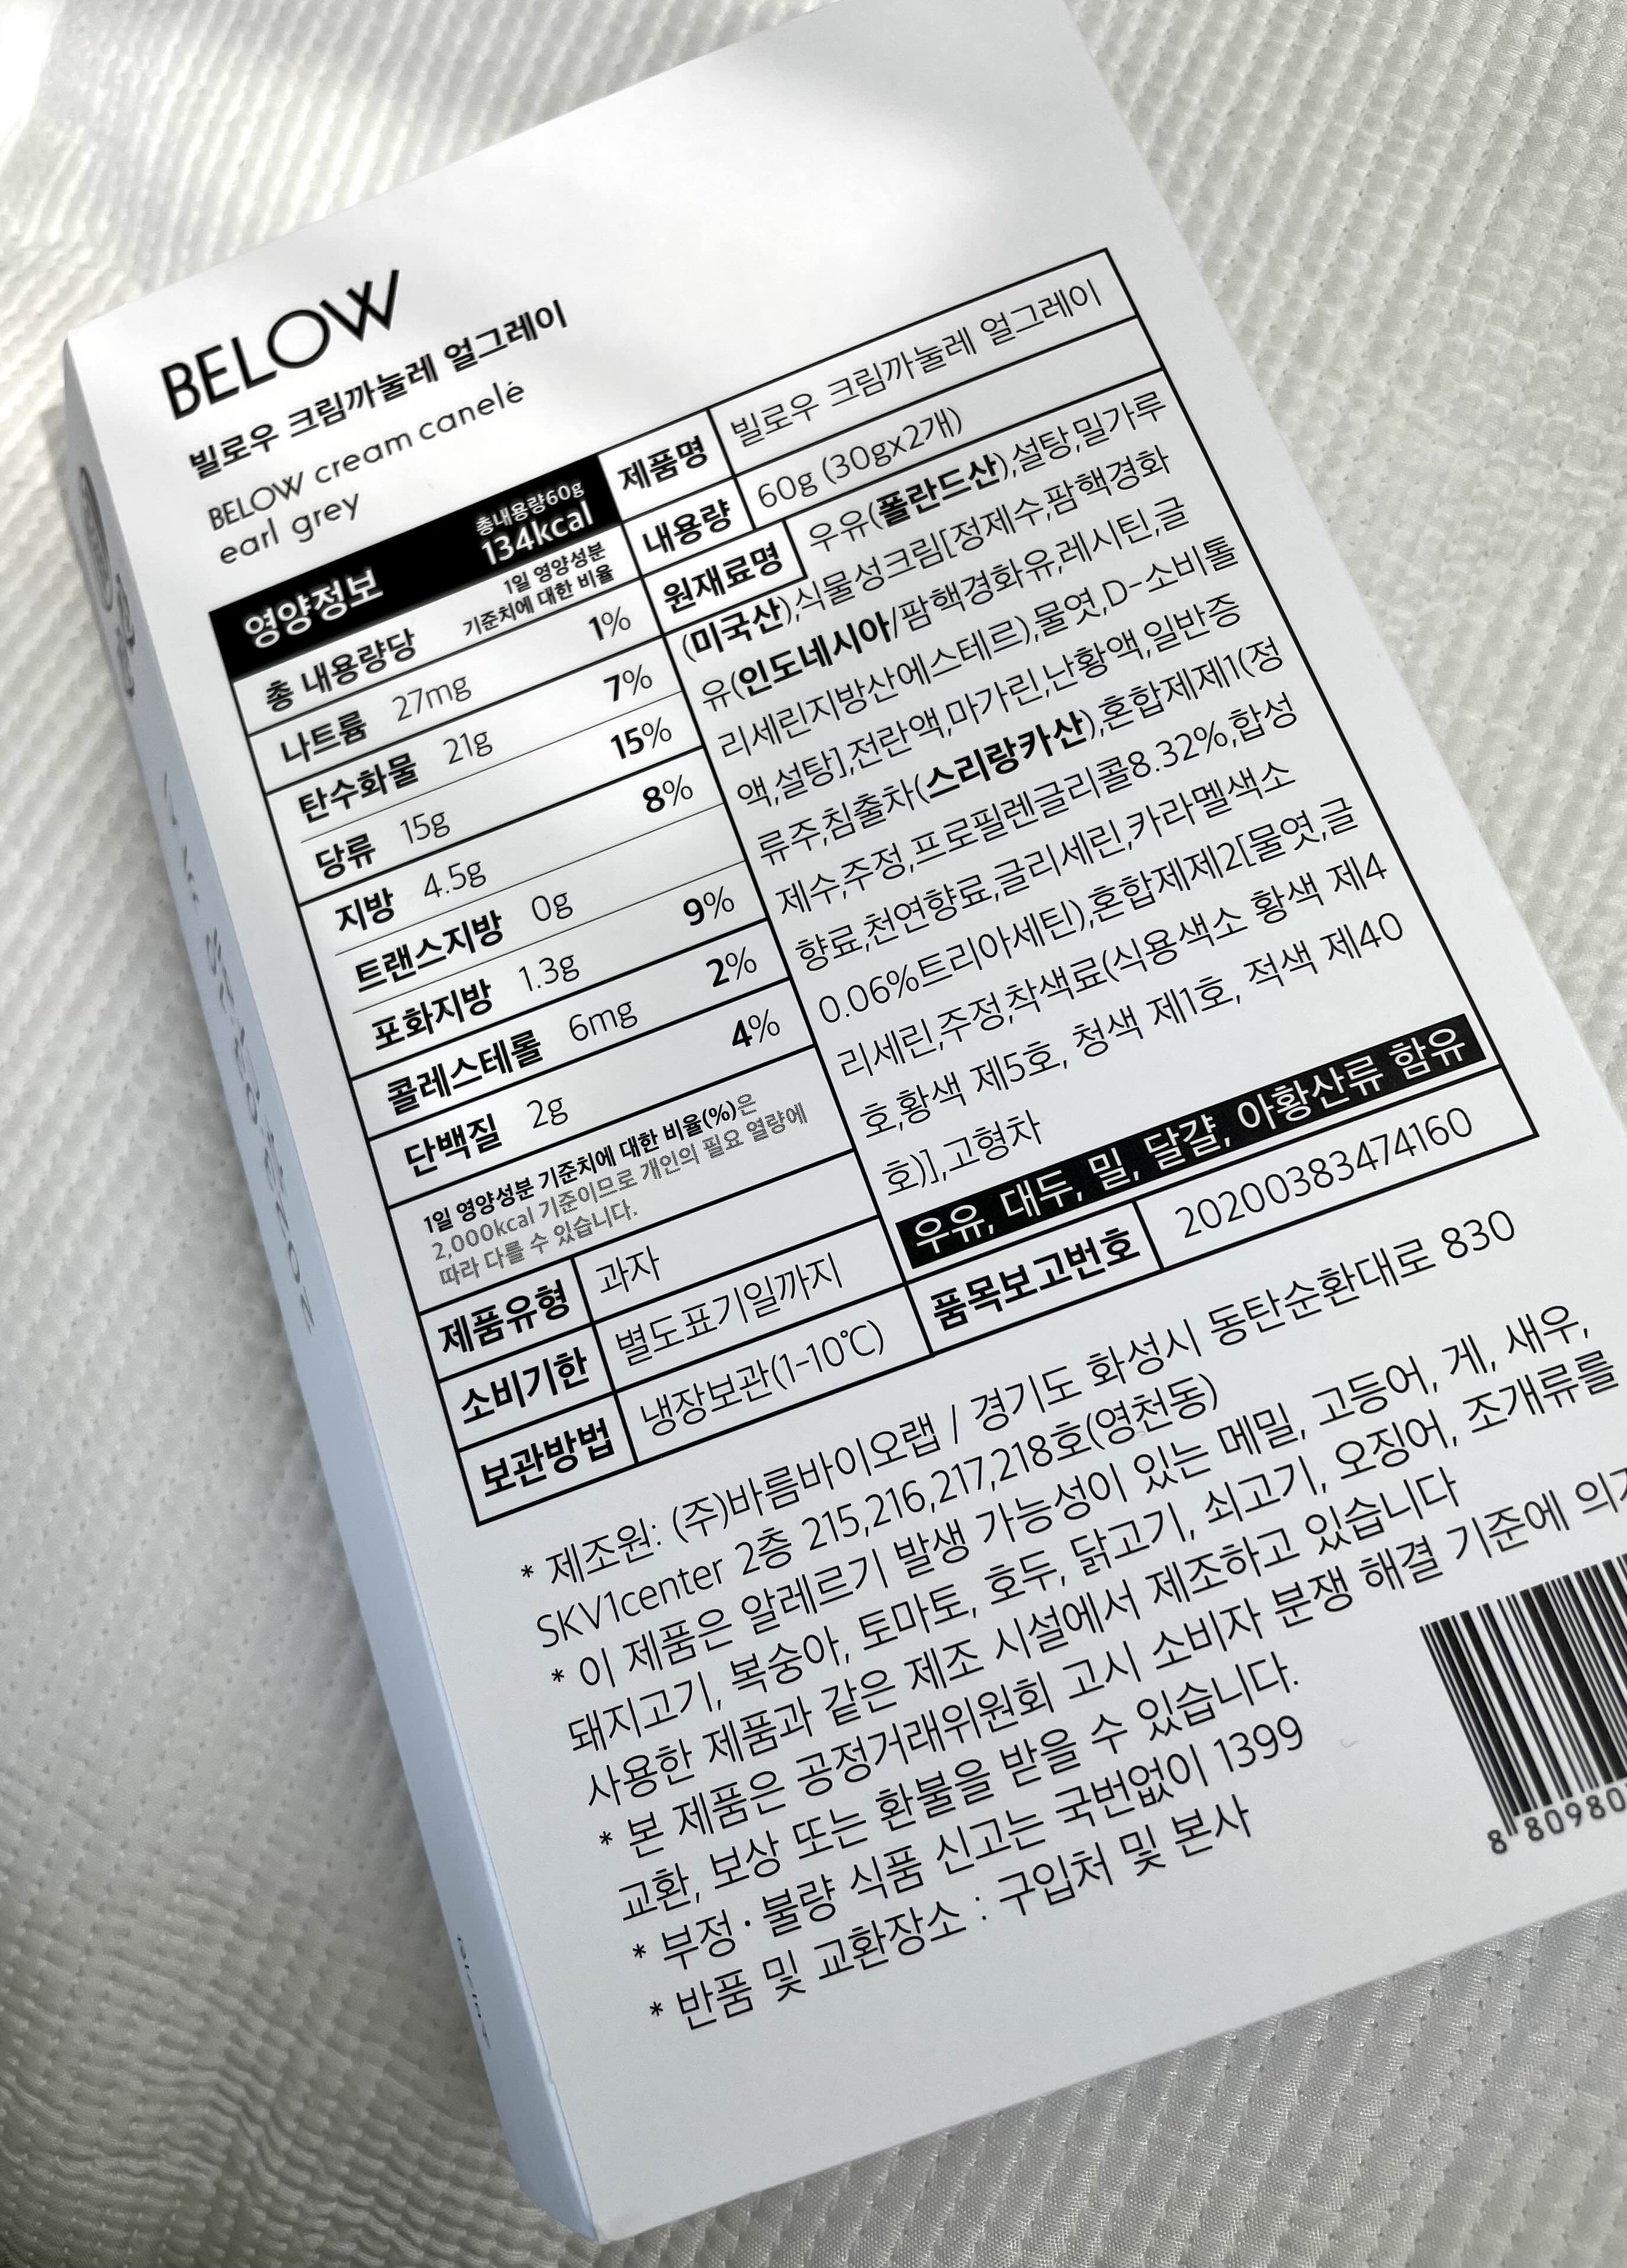 BELOW
빌로우 크림까눌레 얼그레이
BELOW cream canelé
earl grey
영양정보 총내용량60g
134kcal
총 내용량당 1일 영양성분
기준치에 대한 비율
나트륨 27mg 1%
탄수화물 21g 7%
당류 15g 15%
지방 4.5g 8%
트랜스지방 0g
포화지방 1.3g 9%
콜레스테롤 6mg 2%
단백질 2g 4%
1일 영양성분 기준치에 대한 비율(%)은
2,000kcal 기준이므로 개인의 필요 열량에
따라 다를 수 있습니다.
제품유형 과자
소비기한 별도표기일까지
보관방법 냉장보관(1-10℃)
제품명 빌로우 크림까눌레 얼그레이
내용량 60g (30gx2개)
원재료명 우유(폴란드산),설탕,밀가루
(미국산),식물성크림[정제수,팜핵경화
유(인도네시아/팜핵경화유,레시틴,글
리세린지방산에스테르),물엿,D-소비톨
액,설탕],전란액,마가린,난황액,일반증
류주,침출차(스리랑카산),혼합제제1(정
제수,주정,프로필렌글리콜8.32%,합성
향료,천연향료,글리세린,카라멜색소
0.06%트리아세틴),혼합제제2[물엿,글
리세린,주정,착색료(식용색소 황색 제4
호,황색 제5호, 청색 제1호, 적색 제40
호)],고형차
우유, 대두, 밀, 달걀, 아황산류 함유
품목보고번호 20200383474160
* 제조원: (주)바름바이오랩 / 경기도 화성시 동탄순환대로 830
SKV1center 2층 215,216,217,218호(영천동)
* 이 제품은 알레르기 발생 가능성이 있는 메밀, 고등어, 게, 새우,
돼지고기, 복숭아, 토마토, 호두, 닭고기, 쇠고기, 오징어, 조개류를
사용한 제품과 같은 제조 시설에서 제조하고 있습니다
* 본 제품은 공정거래위원회 고시 소비자 분쟁 해결 기준에
교환, 보상 또는 환불을 받을 수 있습니다.
* 부정·불량 식품 신고는 국번없이 1399
* 반품 및 교환장소 : 구입처 및 본사
8 80980